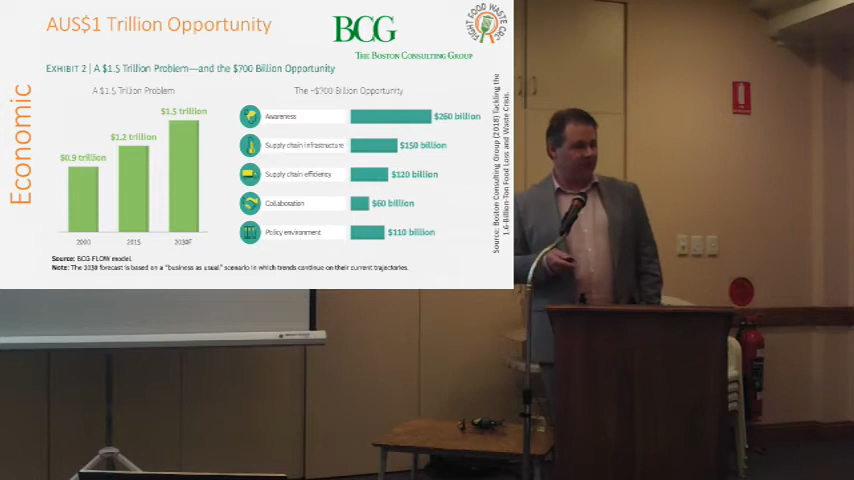 AUS$1 Trillion Opportunity
BCG
THE BOSTON CONSULTING GROUP
FIGHT FOOD WASTE CRC
Economic
EXHIBIT 2 | A $1.5 Trillion Problem—and the $700 Billion Opportunity
A $1.5 Trillion Problem
$0.9 trillion
$1.2 trillion
$1.5 trillion
2000
2015
2030F
The ~$700 Billion Opportunity
Awareness
$260 billion
Supply chain infrastructure
$150 billion
Supply chain efficiency
$120 billion
Collaboration
$60 billion
Policy environment
$110 billion
Source: BCG FLOW model.
Note: The 2030 forecast is based on a "business as usual" scenario in which trends continue on their current trajectories.
Source: Boston Consulting Group (2018) Tackling the
1.6-Billion-Ton Food Loss and Waste Crisis.